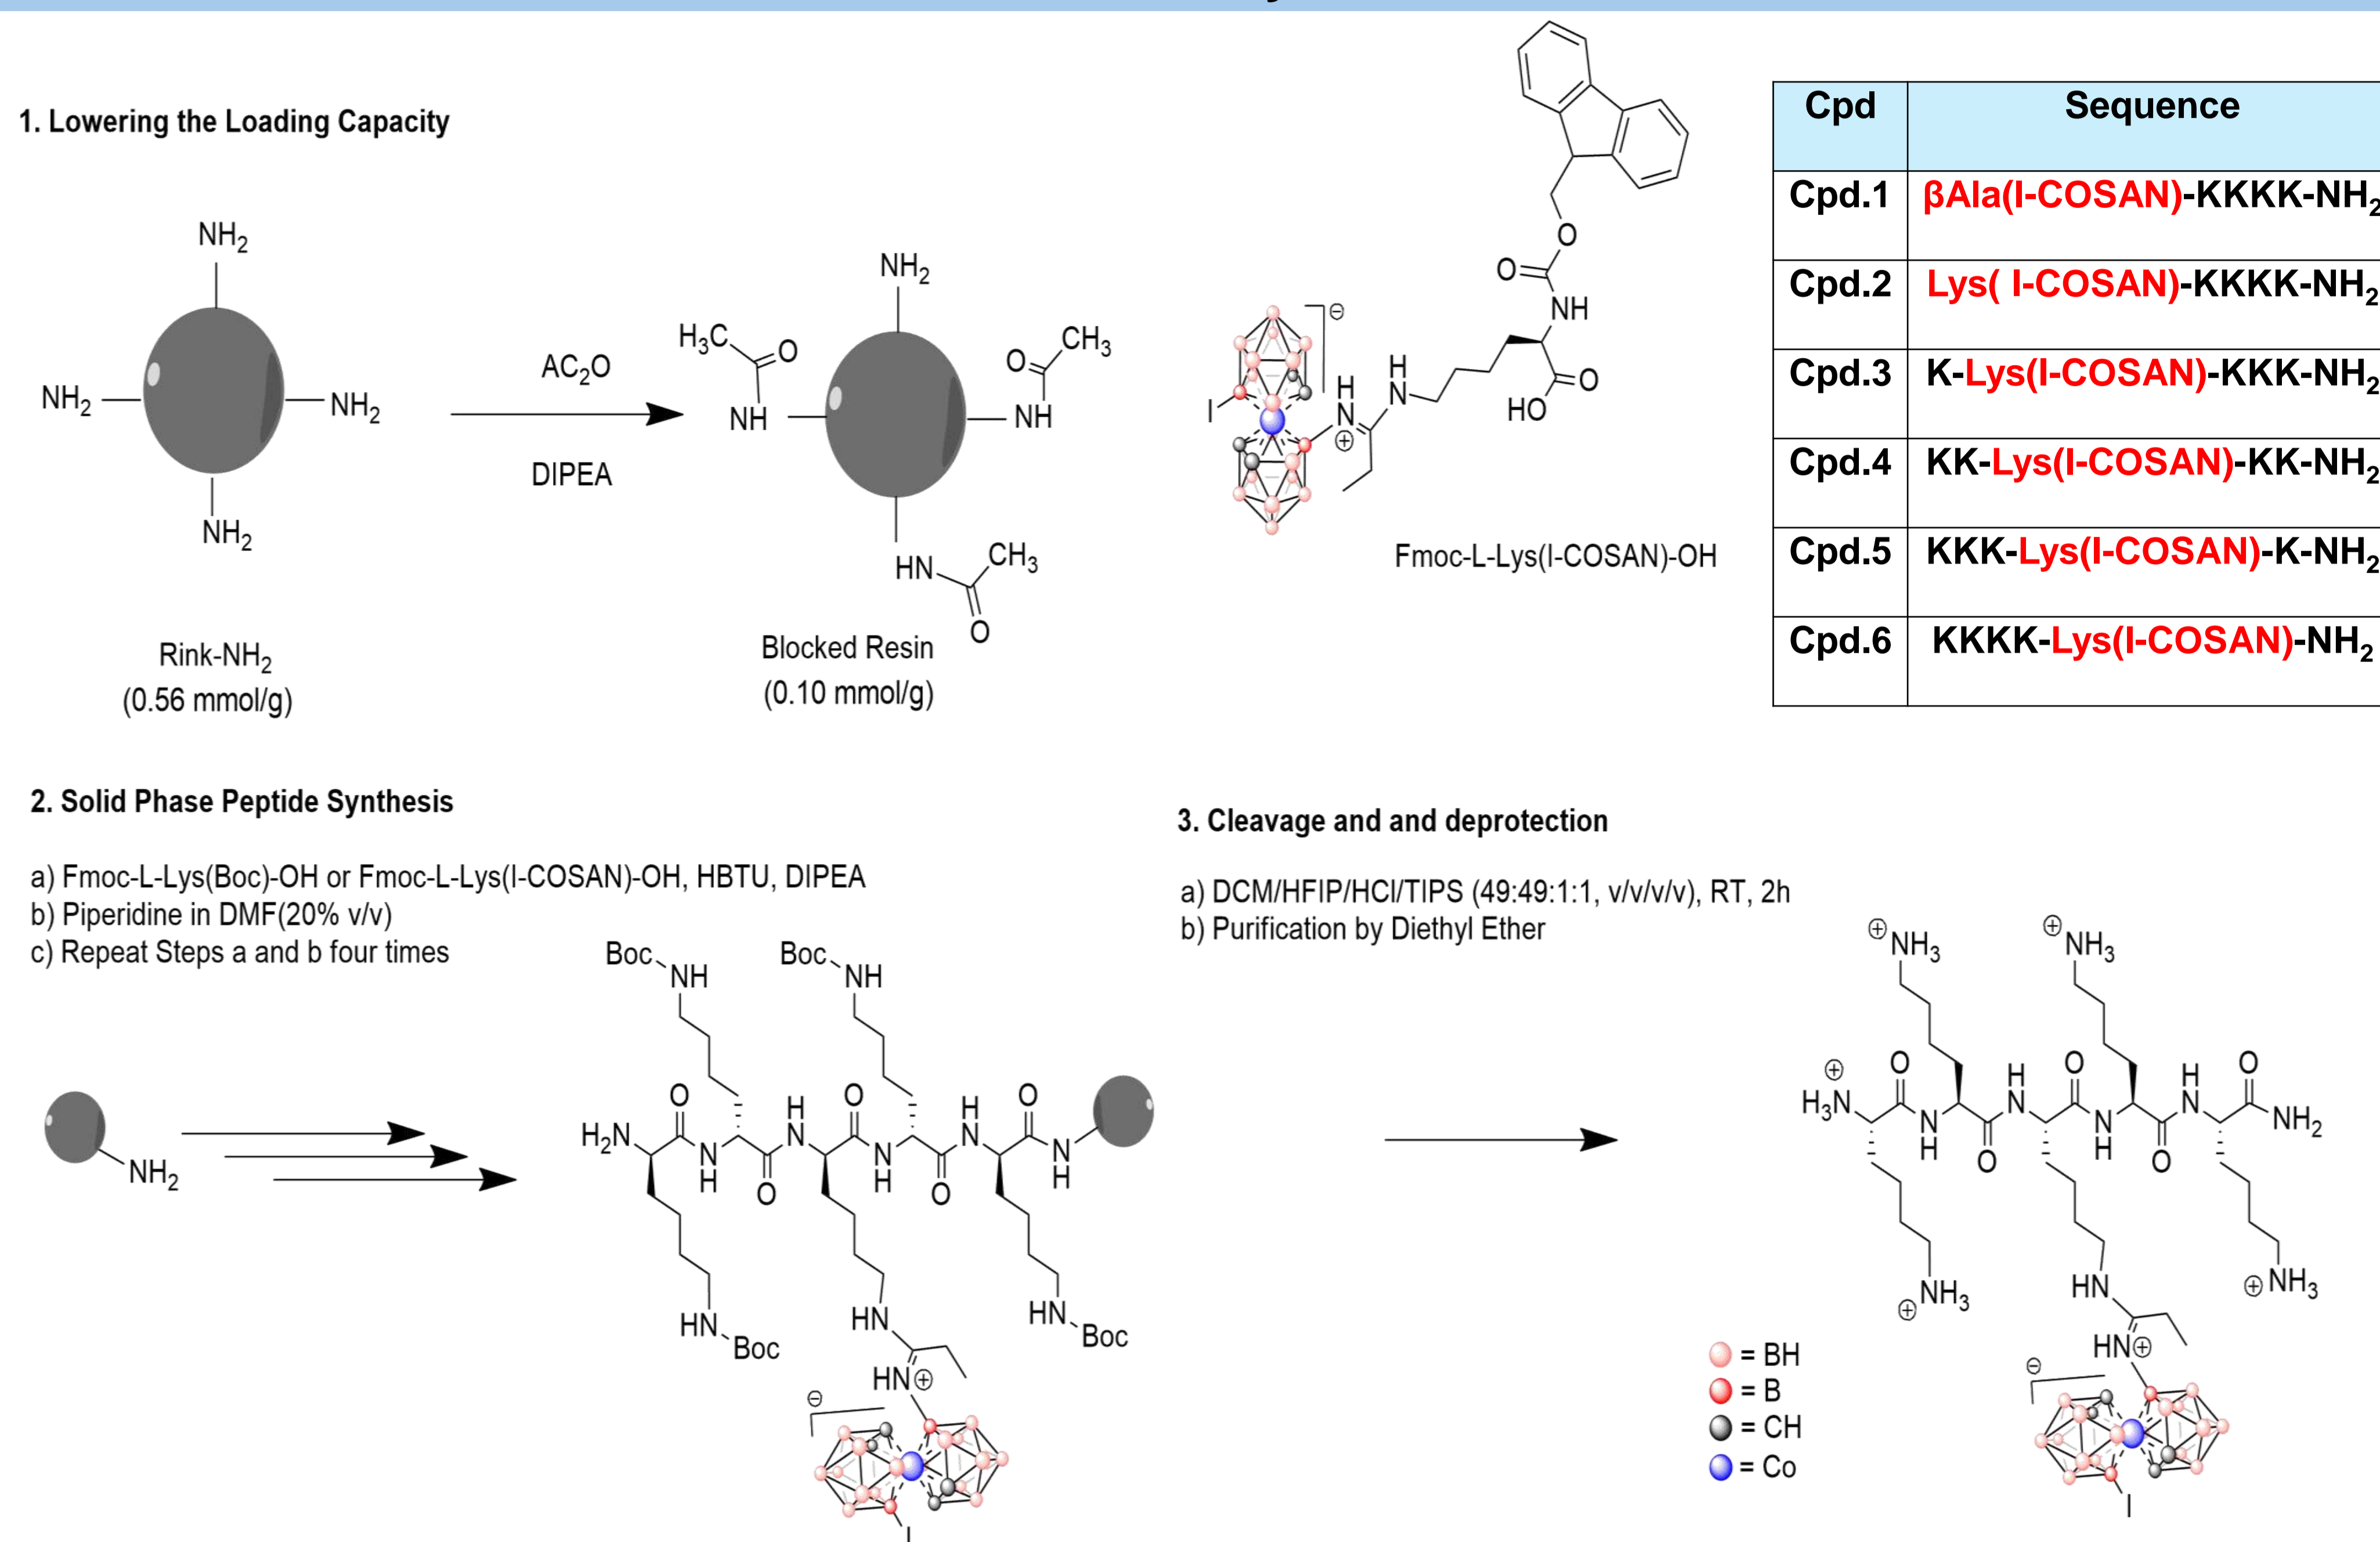 1. Lowering the Loading Capacity
NH2
NH2
NH2
NH2
Rink-NH2
(0.56 mmol/g)
AC2O
DIPEA
NH2
H3C
O
NH
O
CH3
NH
HN
CH3
O
Blocked Resin
(0.10 mmol/g)
O
O
NH
H
N
H
N
⊕
O
HO
⊖
I
Fmoc-L-Lys(I-COSAN)-OH
Cpd Sequence
Cpd.1 βAla(I-COSAN)-KKKK-NH2
Cpd.2 Lys( I-COSAN)-KKKK-NH2
Cpd.3 K-Lys(I-COSAN)-KKK-NH2
Cpd.4 KK-Lys(I-COSAN)-KK-NH2
Cpd.5 KKK-Lys(I-COSAN)-K-NH2
Cpd.6 KKKK-Lys(I-COSAN)-NH2
2. Solid Phase Peptide Synthesis
a) Fmoc-L-Lys(Boc)-OH or Fmoc-L-Lys(I-COSAN)-OH, HBTU, DIPEA
b) Piperidine in DMF(20% v/v)
c) Repeat Steps a and b four times
NH2
Boc
NH
Boc
NH
O
H
N
O
H
N
O
H2N
N
H
O
N
H
O
N
H
HN
Boc
HN
HN
Boc
HN⊕
⊖
I
3. Cleavage and and deprotection
a) DCM/HFIP/HCl/TIPS (49:49:1:1, v/v/v/v), RT, 2h
b) Purification by Diethyl Ether
⊕
NH3
⊕
NH3
⊕
H3N
O
H
N
O
H
N
O
NH2
N
H
O
N
H
O
⊕
NH3
HN
⊕
NH3
HN⊕
⊖
I
= BH
= B
= CH
= Co